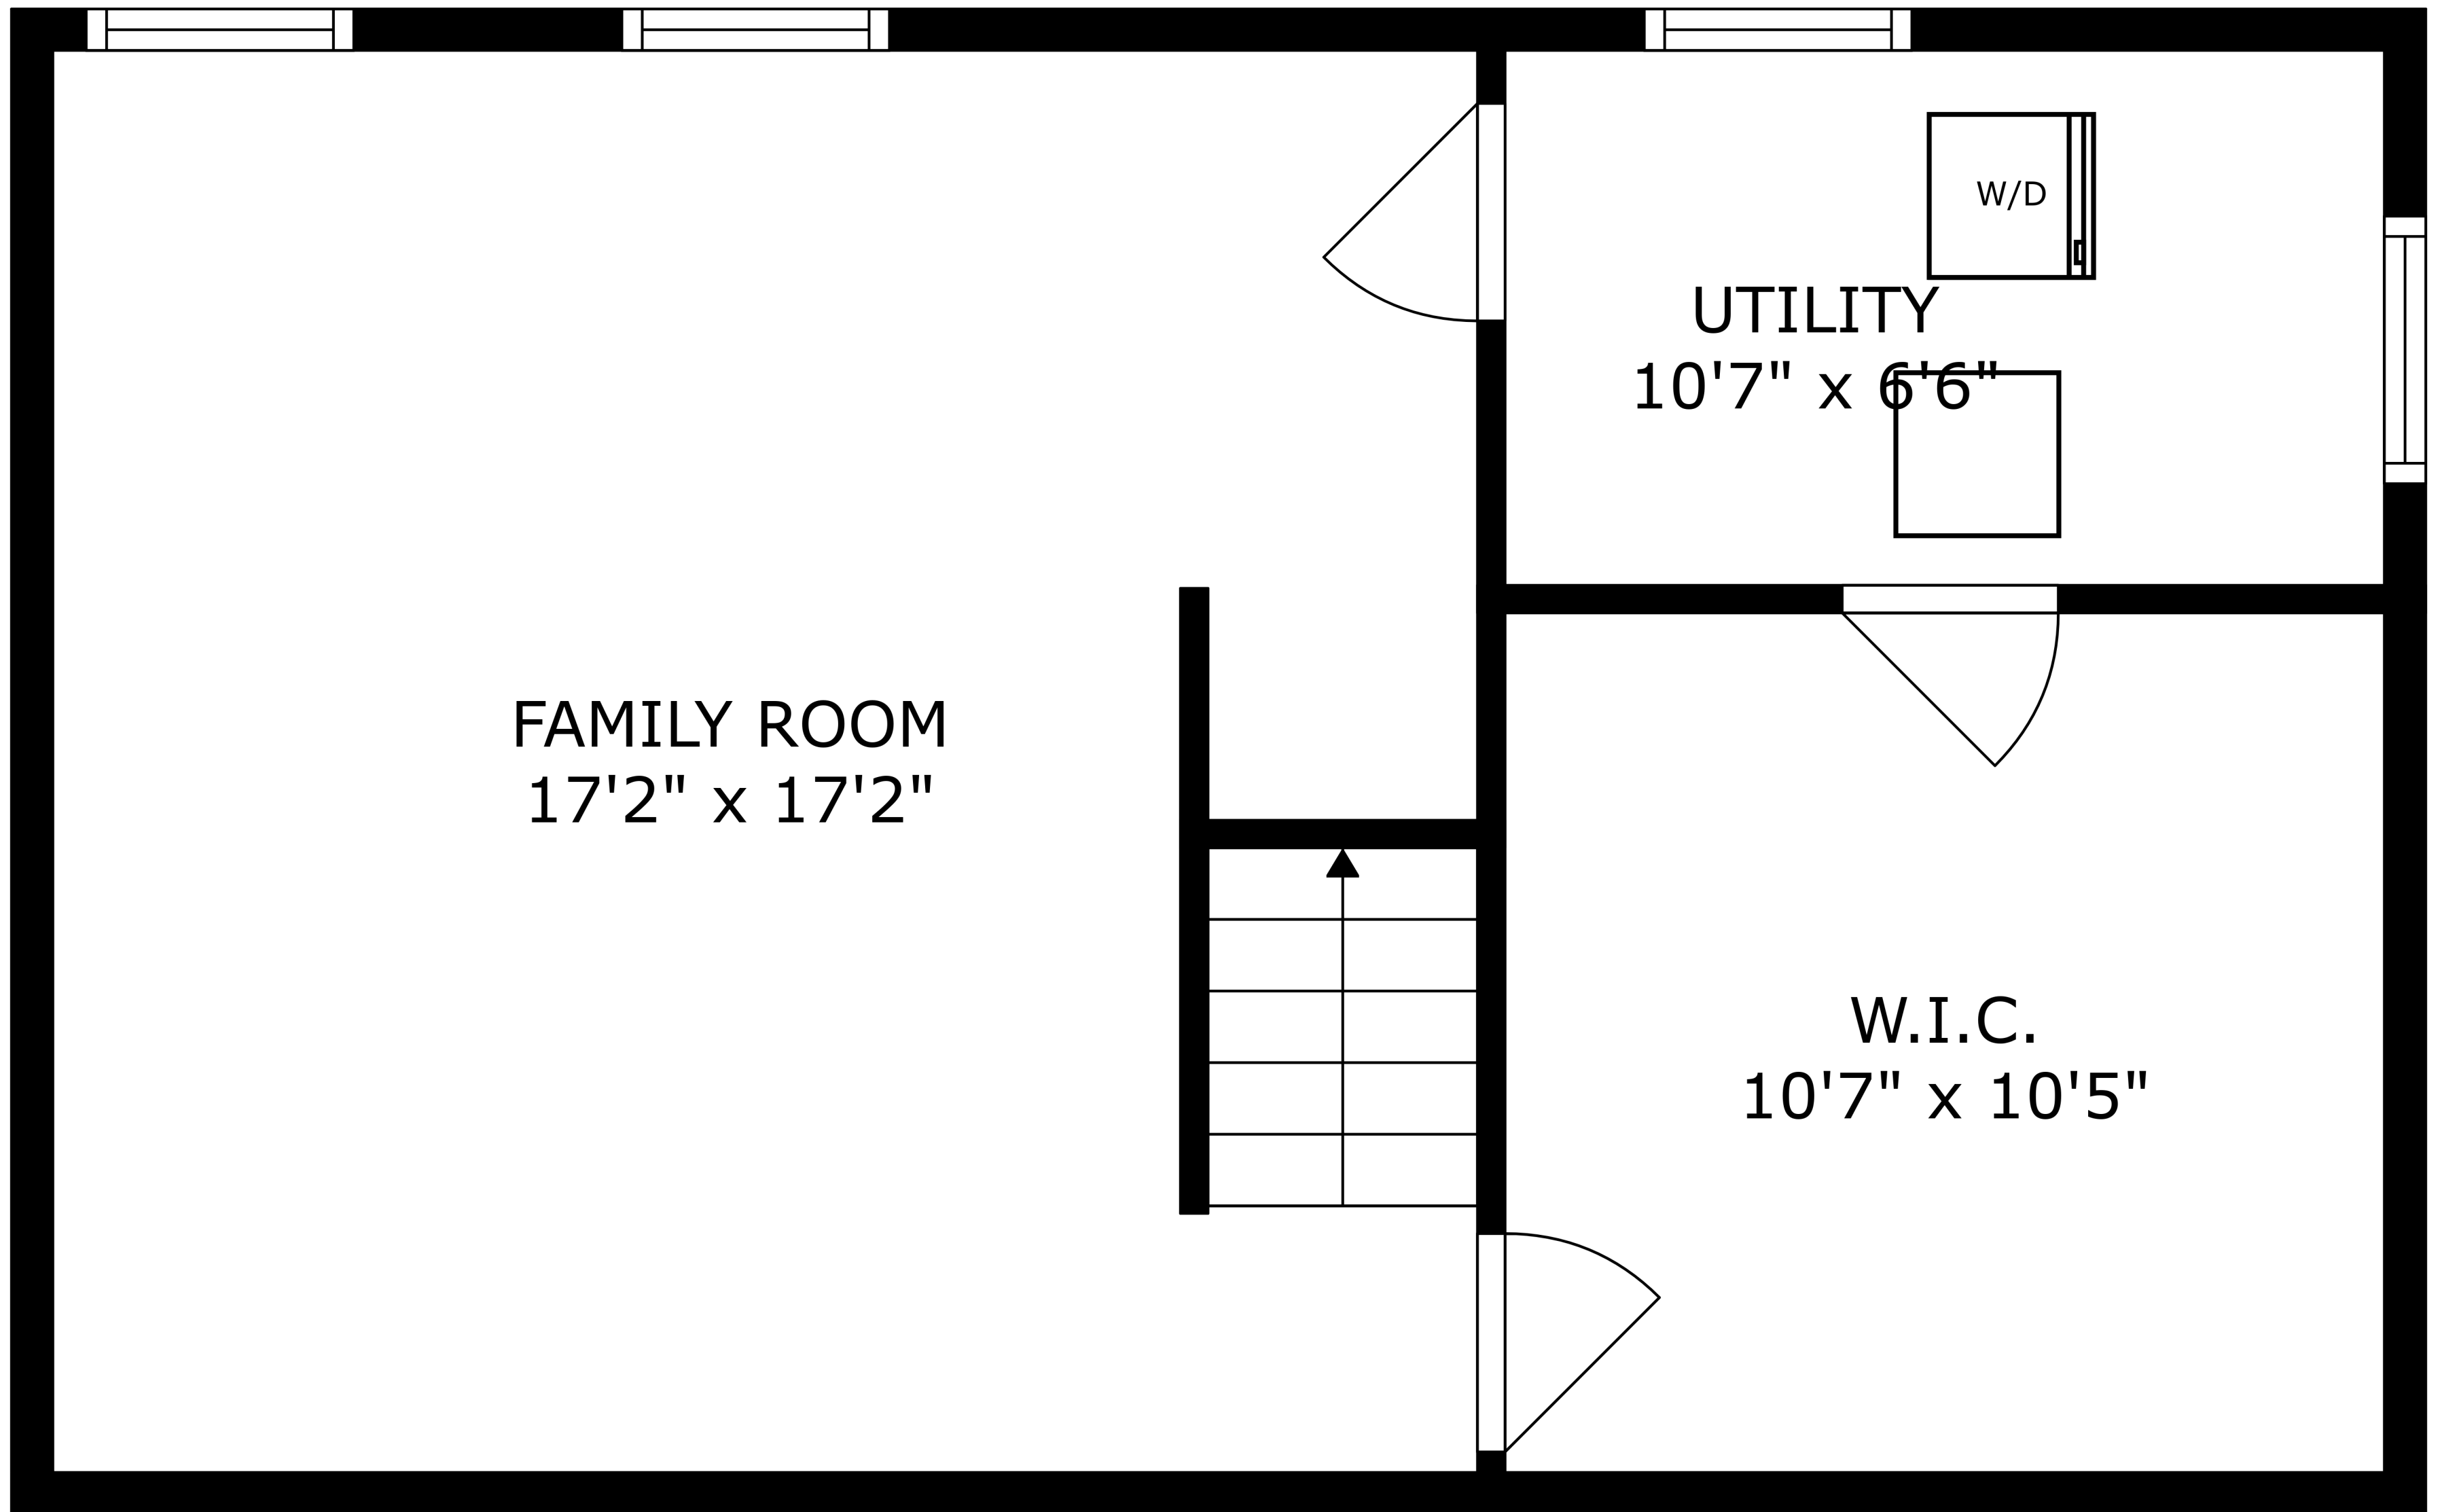 W/D
UTILITY
10'7" x 6'6"
FAMILY ROOM
17'2" x 17'2"
W.I.C.
10'7" x 10'5"